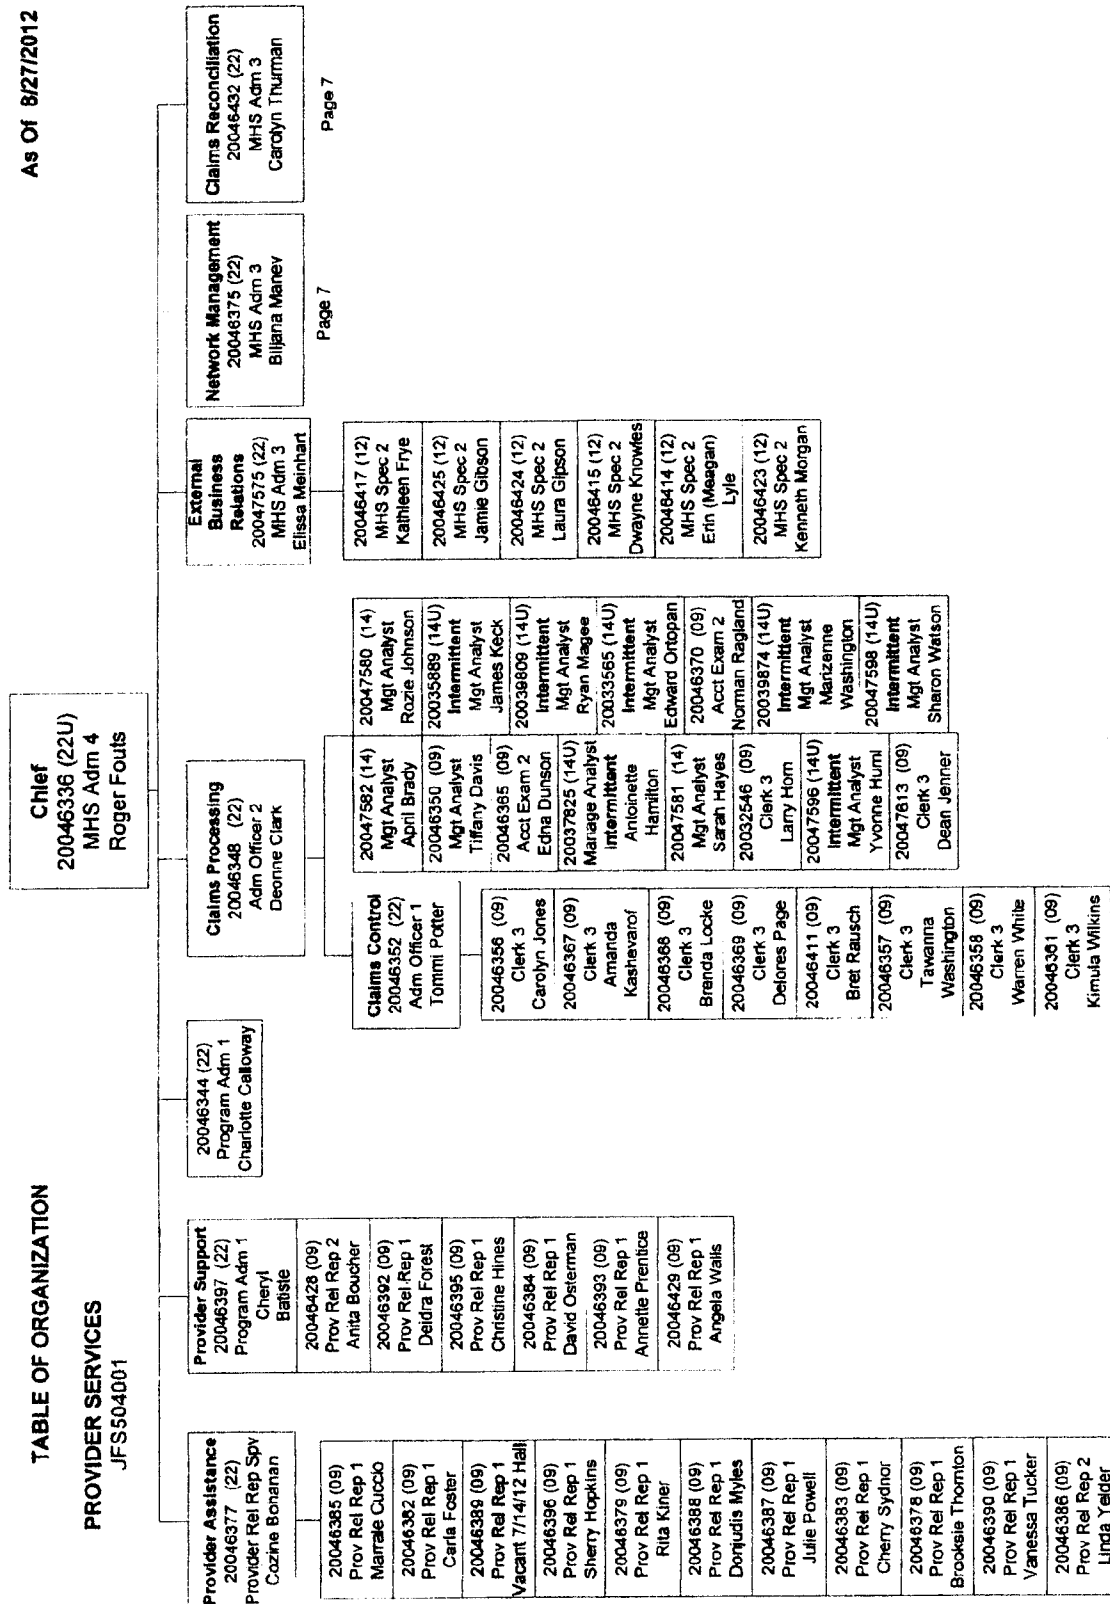 TABLE OF ORGANIZATION
As Of 8/27/2012
PROVIDER SERVICES
JFS504001
Chief
20046336 (22U)
MHS Adm 4
Roger Fouts
Provider Assistance
20046377 (22)
Provider Rel Rep Spv
Cozine Bonanan
20046385 (09)
Prov Rel Rep 1
Marrale Cuccio
20046382 (09)
Prov Rel Rep 1
Carla Foster
20046389 (09)
Prov Rel Rep 1
Vacant 7/14/12 Hall
20046396 (09)
Prov Rel Rep 1
Sherry Hopkins
20046379 (09)
Prov Rel Rep 1
Rita Kiner
20046388 (09)
Prov Rel Rep 1
Donjudis Myles
20046387 (09)
Prov Rel Rep 1
Julie Powell
20046383 (09)
Prov Rel Rep 1
Cherry Sydnor
20046378 (09)
Prov Rel Rep 1
Brooksie Thornton
20046390 (09)
Prov Rel Rep 1
Vanessa Tucker
20046386 (09)
Prov Rel Rep 2
Linda Yelder
Provider Support
20046397 (22)
Program Adm 1
Cheryl
Batiste
20046428 (09)
Prov Rel Rep 2
Anita Boucher
20046392 (09)
Prov Rel Rep 1
Deidra Forest
20046395 (09)
Prov Rel Rep 1
Christine Hines
20046384 (09)
Prov Rel Rep 1
David Osterman
20046393 (09)
Prov Rel Rep 1
Annette Prentice
20046429 (09)
Prov Rel Rep 1
Angela Walls
20046344 (22)
Program Adm 1
Charlotte Calloway
Claims Processing
20046348 (22)
Adm Officer 2
Deonne Clark
Claims Control
20046352 (22)
Adm Officer 1
Tommi Potter
20046356 (09)
Clerk 3
Carolyn Jones
20046367 (09)
Clerk 3
Amanda
Kashavarof
20046368 (09)
Clerk 3
Brenda Locke
20046369 (09)
Clerk 3
Delores Page
20046411 (09)
Clerk 3
Bret Rausch
20046357 (09)
Clerk 3
Tawanna
Washington
20046358 (09)
Clerk 3
Warren White
20046361 (09)
Clerk 3
Kimula Wilkins
20047582 (14)
Mgt Analyst
April Brady
20046350 (09)
Mgt Analyst
Tiffany Davis
20046365 (09)
Acct Exam 2
Edna Dunson
20037825 (14U)
Mariage Analyst
Intermittent
Antoinette
Hamilton
20047581 (14)
Mgt Analyst
Sarah Hayes
20032546 (09)
Clerk 3
Larry Horn
20047596 (14U)
Intermittent
Mgt Analyst
Yvonne Huml
20047613 (09)
Clerk 3
Dean Jenner
20047580 (14)
Mgt Analyst
Rozie Johnson
20035889 (14U)
Intermittent
Mgt Analyst
James Keck
20039809 (14U)
Intermittent
Mgt Analyst
Ryan Magee
20033565 (14U)
Intermittent
Mgt Analyst
Edward Ortopan
20046370 (09)
Acct Exam 2
Norman Ragland
20039874 (14U)
Intermittent
Mgt Analyst
Marizenne
Washington
20047598 (14U)
Intermittent
Mgt Analyst
Sharon Watson
External
Business
Relations
20047575 (22)
MHS Adm 3
Elissa Meinhart
20046417 (12)
MHS Spec 2
Kathleen Frye
20046425 (12)
MHS Spec 2
Jamie Gibson
20046424 (12)
MHS Spec 2
Laura Gipson
20046415 (12)
MHS Spec 2
Dwayne Knowles
20046414 (12)
MHS Spec 2
Erin (Meagan)
Lyle
20046423 (12)
MHS Spec 2
Kenneth Morgan
Network Management
20046375 (22)
MHS Adm 3
Biljana Manev
Page 7
Claims Reconciliation
20046432 (22)
MHS Adm 3
Carolyn Thurman
Page 7